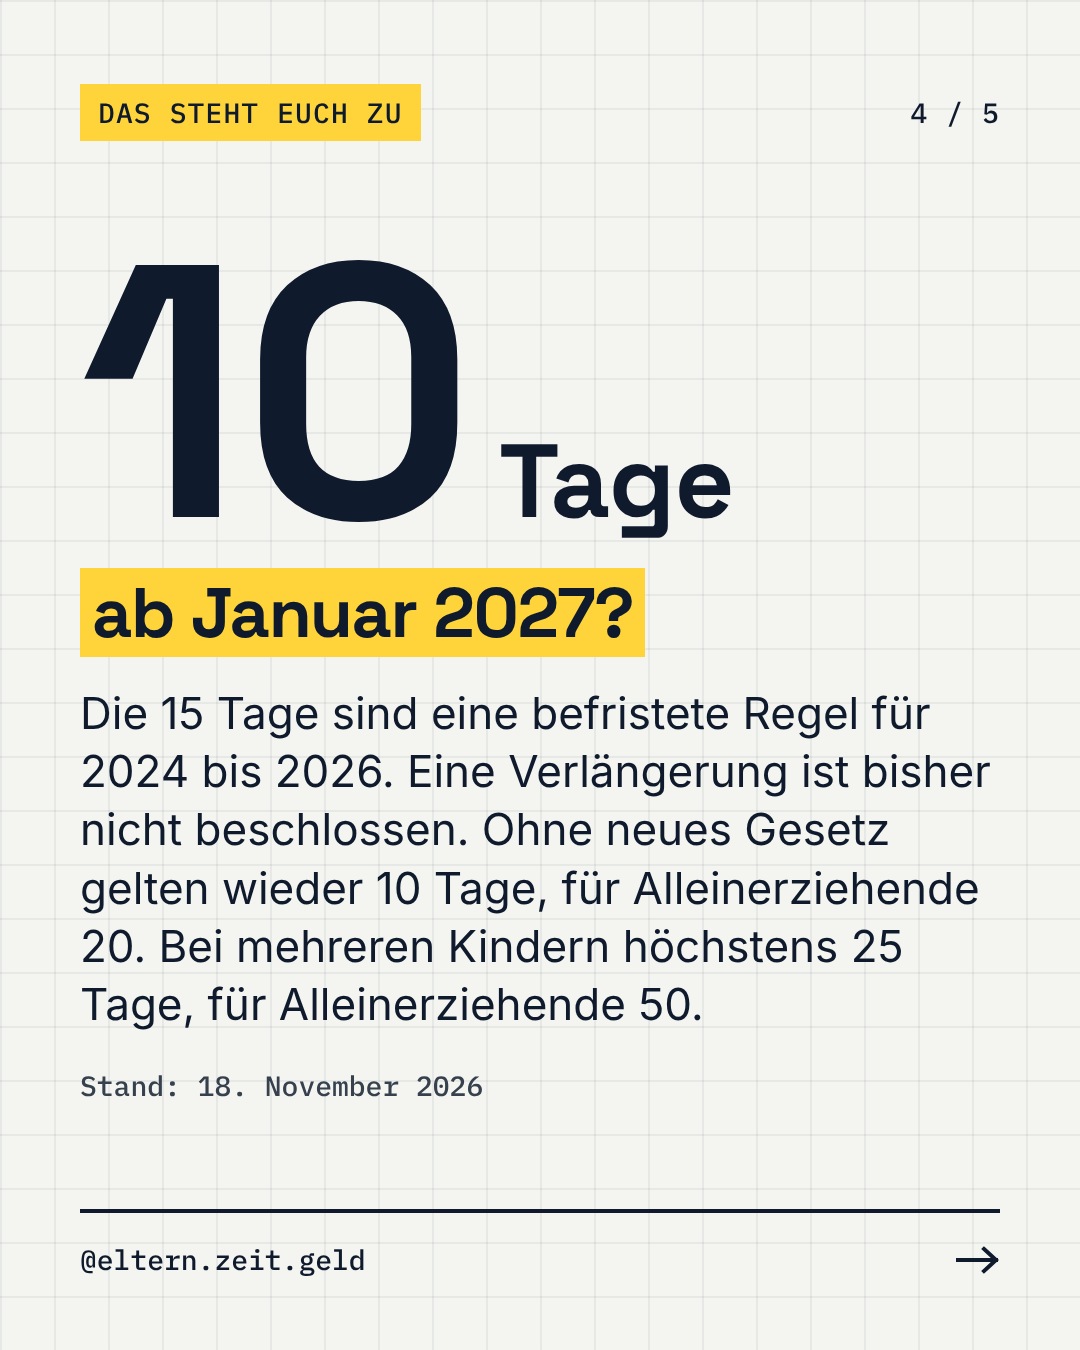 DAS STEHT EUCH ZU
4 / 5
10 Tage
ab Januar 2027?
Die 15 Tage sind eine befristete Regel für
2024 bis 2026. Eine Verlängerung ist bisher
nicht beschlossen. Ohne neues Gesetz
gelten wieder 10 Tage, für Alleinerziehende
20. Bei mehreren Kindern höchstens 25
Tage, für Alleinerziehende 50.
Stand: 18. November 2026
@eltern.zeit.geld